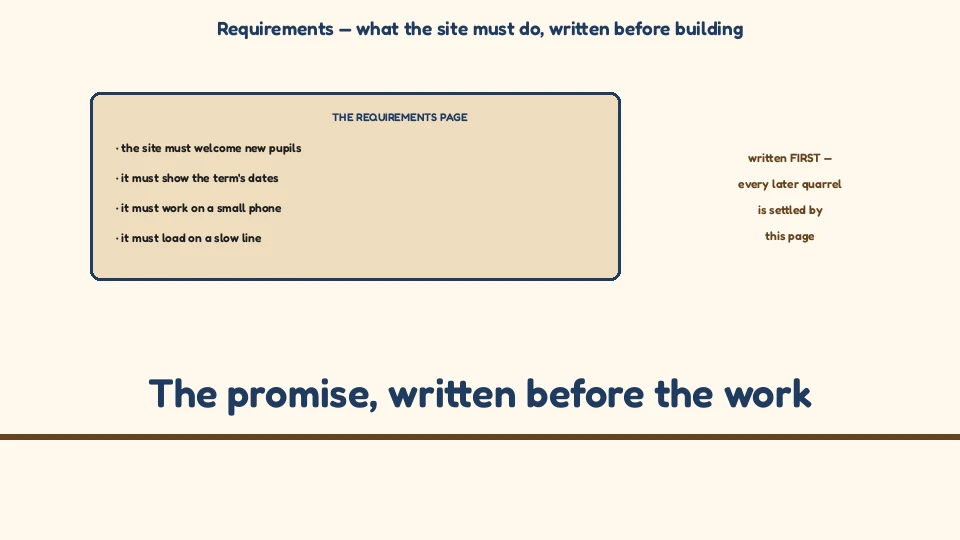 Requirements — what the site must do, written before building
THE REQUIREMENTS PAGE
· the site must welcome new pupils
· it must show the term's dates
· it must work on a small phone
· it must load on a slow line
written FIRST —
every later quarrel
is settled by
this page
The promise, written before the work